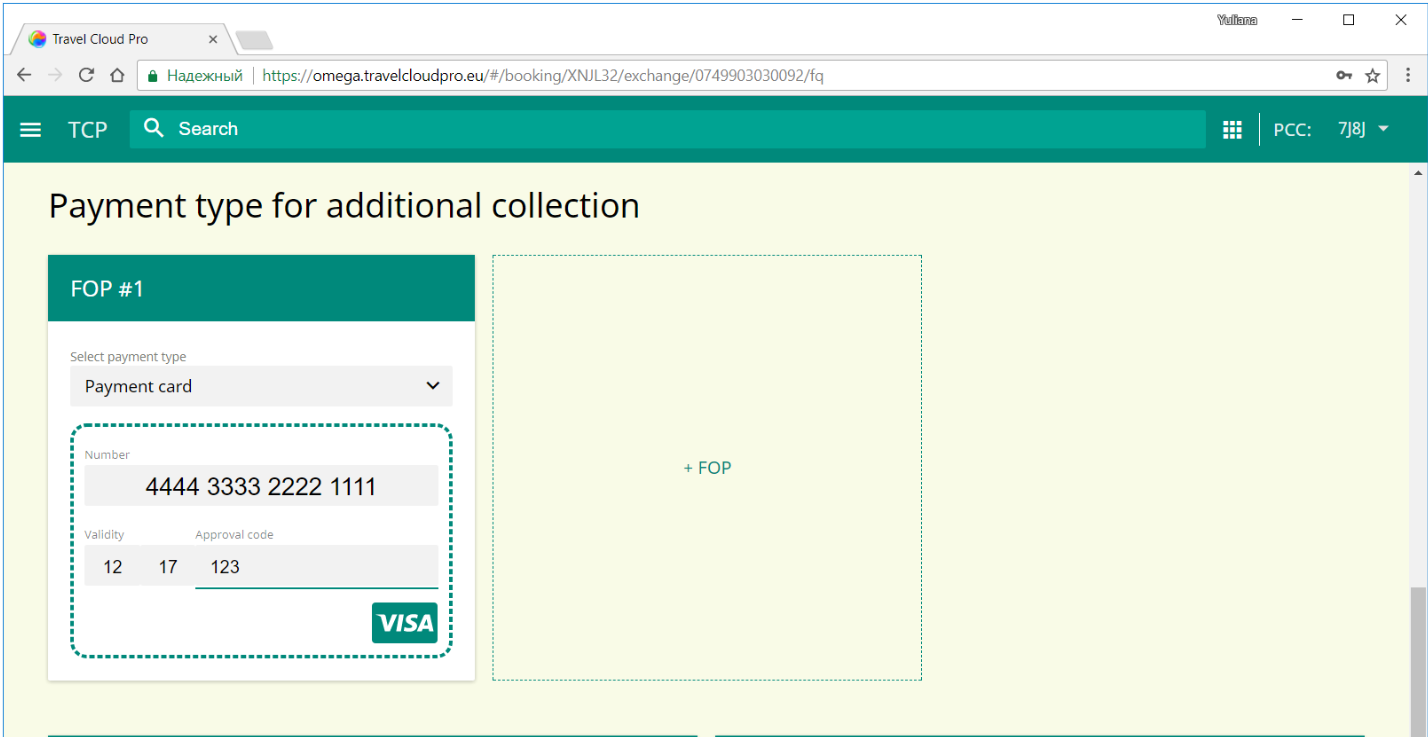 Yuliana
Travel Cloud Pro
Надежный https://omega.travelcloudpro.eu/#/booking/XNJL32/exchange/0749903030092/fq
TCP Search PCC: 7J8J
Payment type for additional collection
FOP #1
Select payment type
Payment card
Number
4444 3333 2222 1111
Validity Approval code
12 17 123
VISA
+ FOP